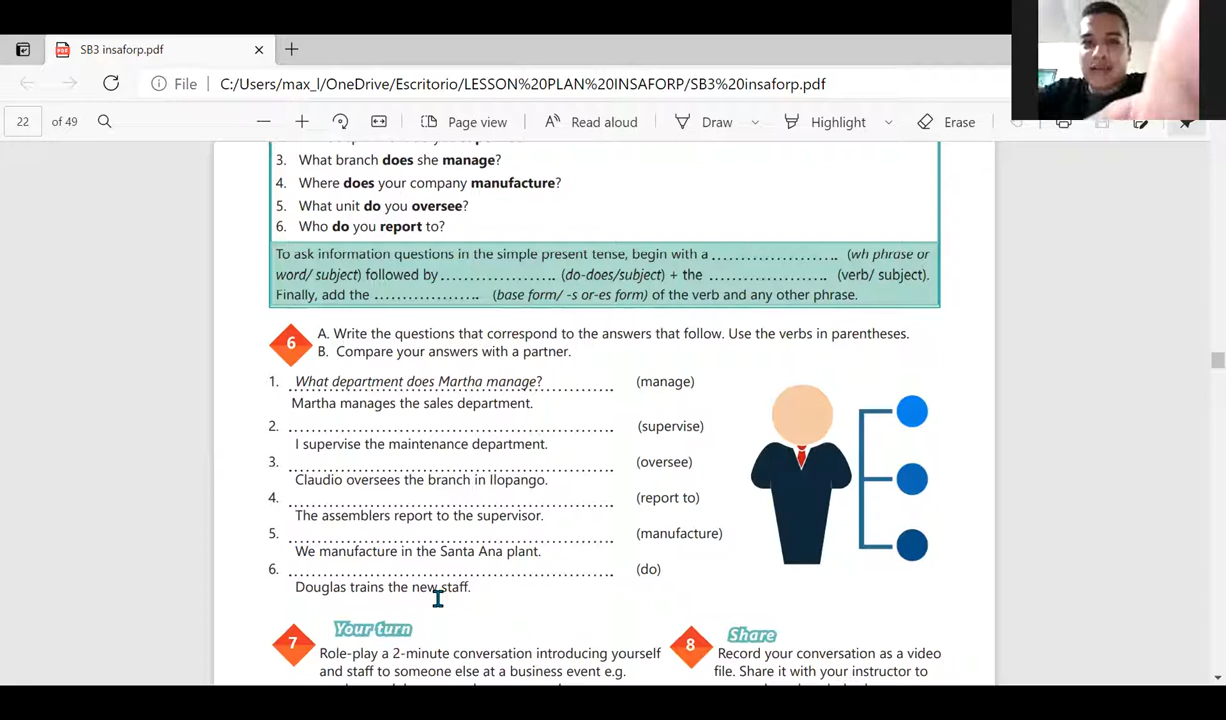 SB3 insaforp.pdf
File C:/Users/max_l/OneDrive/Escritorio/LESSON%20PLAN%20INSAFORP/SB3%20insaforp.pdf
22 of 49 Page view Read aloud Draw Highlight Erase
3. What branch does she manage?
4. Where does your company manufacture?
5. What unit do you oversee?
6. Who do you report to?
To ask information questions in the simple present tense, begin with a ..................... (wh phrase or
word/ subject) followed by .................... (do-does/subject) + the ..................... (verb/ subject).
Finally, add the ................... (base form/ -s or-es form) of the verb and any other phrase.
6 A. Write the questions that correspond to the answers that follow. Use the verbs in parentheses.
B. Compare your answers with a partner.
1. What department does Martha manage? (manage)
Martha manages the sales department.
2. (supervise)
I supervise the maintenance department.
3. (oversee)
Claudio oversees the branch in Ilopango.
4. (report to)
The assemblers report to the supervisor.
5. (manufacture)
We manufacture in the Santa Ana plant.
6. (do)
Douglas trains the new staff.
7 Your turn
Role-play a 2-minute conversation introducing yourself
and staff to someone else at a business event e.g.
8 Share
Record your conversation as a video
file. Share it with your instructor to